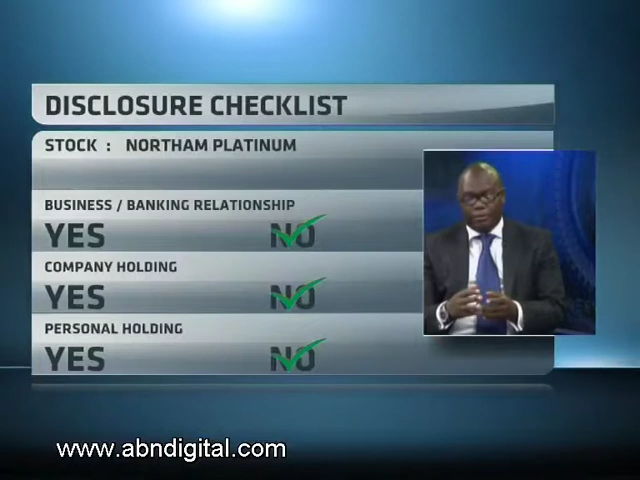 DISCLOSURE CHECKLIST
STOCK : NORTHAM PLATINUM
BUSINESS / BANKING RELATIONSHIP
YES NO
COMPANY HOLDING
YES NO
PERSONAL HOLDING
YES NO
www.abndigital.com